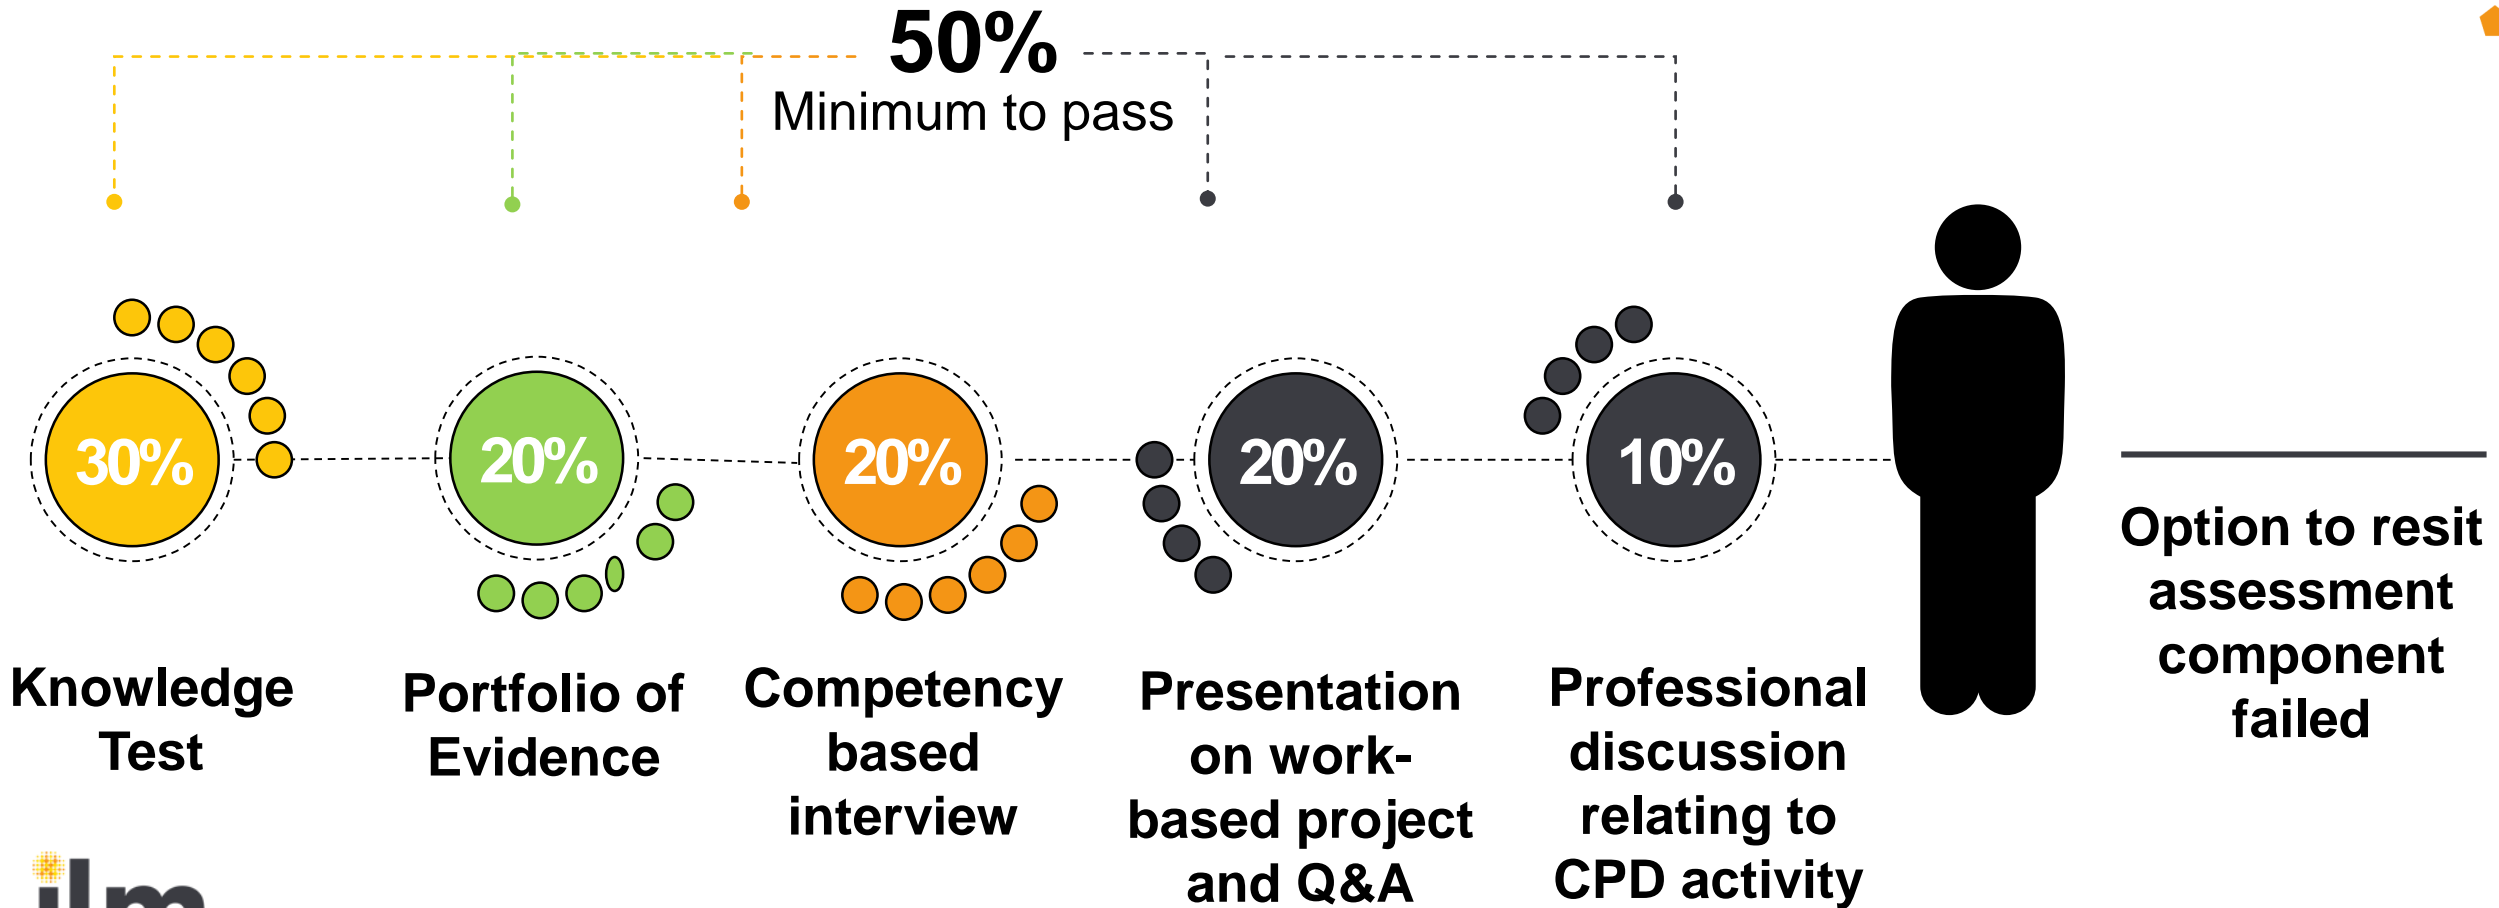 50%
Minimum to pass
30%
20%
20%
20%
10%
Knowledge
Test
Portfolio of
Evidence
Competency
based
interview
Presentation
on work-
based project
and Q&A
Professional
discussion
relating to
CPD activity
Option to resit
assessment
component
failed
ilm